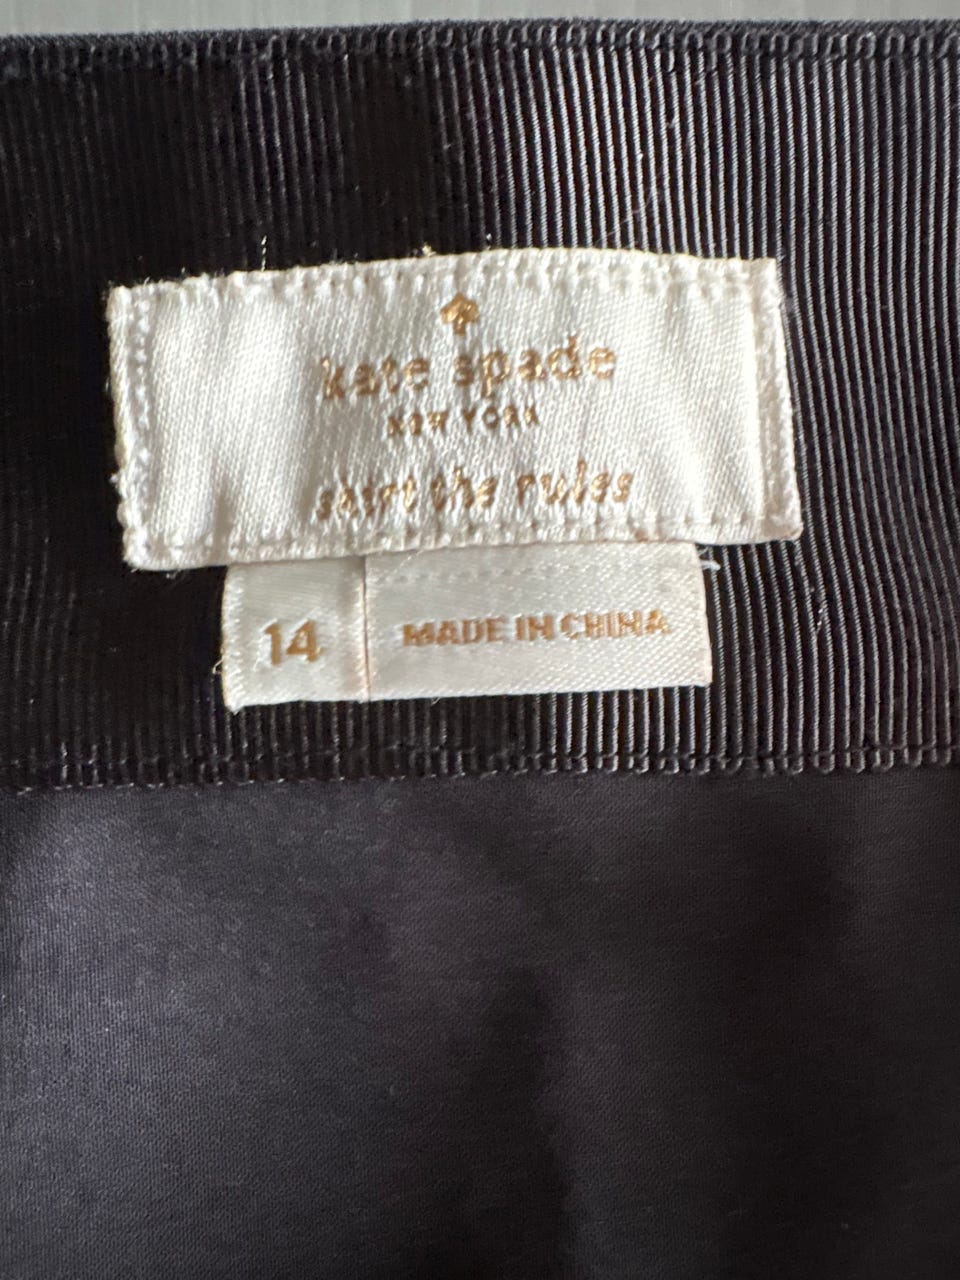 kate spade
NEW YORK
skirt the rules
14
MADE IN CHINA